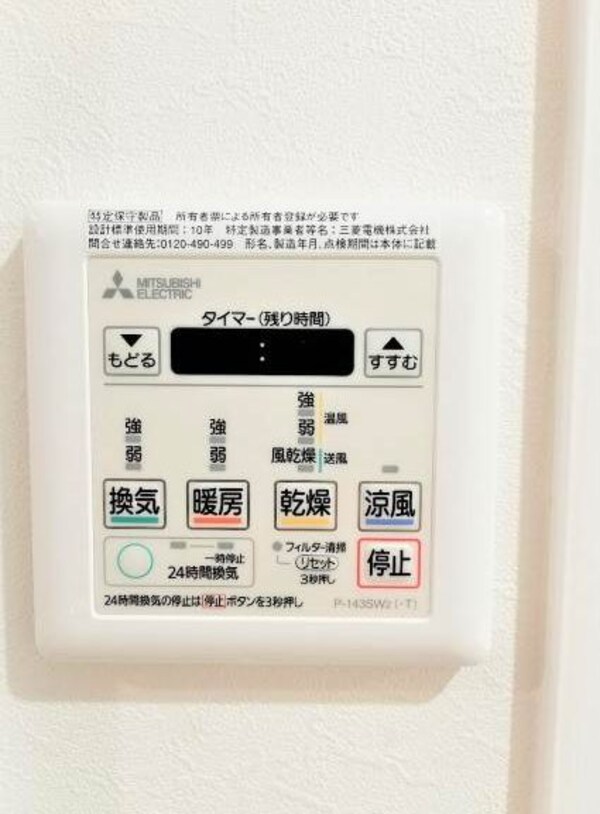 特定保守製品 所有者票による所有者登録が必要です
設計標準使用期間：10年 特定製造事業者等名：三菱電機株式会社
問合せ連絡先:0120-490-499 形名、製造年月、点検期間は本体に記載
MITSUBISHI
ELECTRIC
タイマー(残り時間)
▼
もどる
:
▲
すすむ
強
弱
強
弱
強
弱
温風
風乾燥
送風
換気
暖房
乾燥
涼風
一時停止
24時間換気
フィルター清掃
リセット
3秒押し
停止
24時間換気の停止は停止ボタンを3秒押し
P-143SW2(・T)